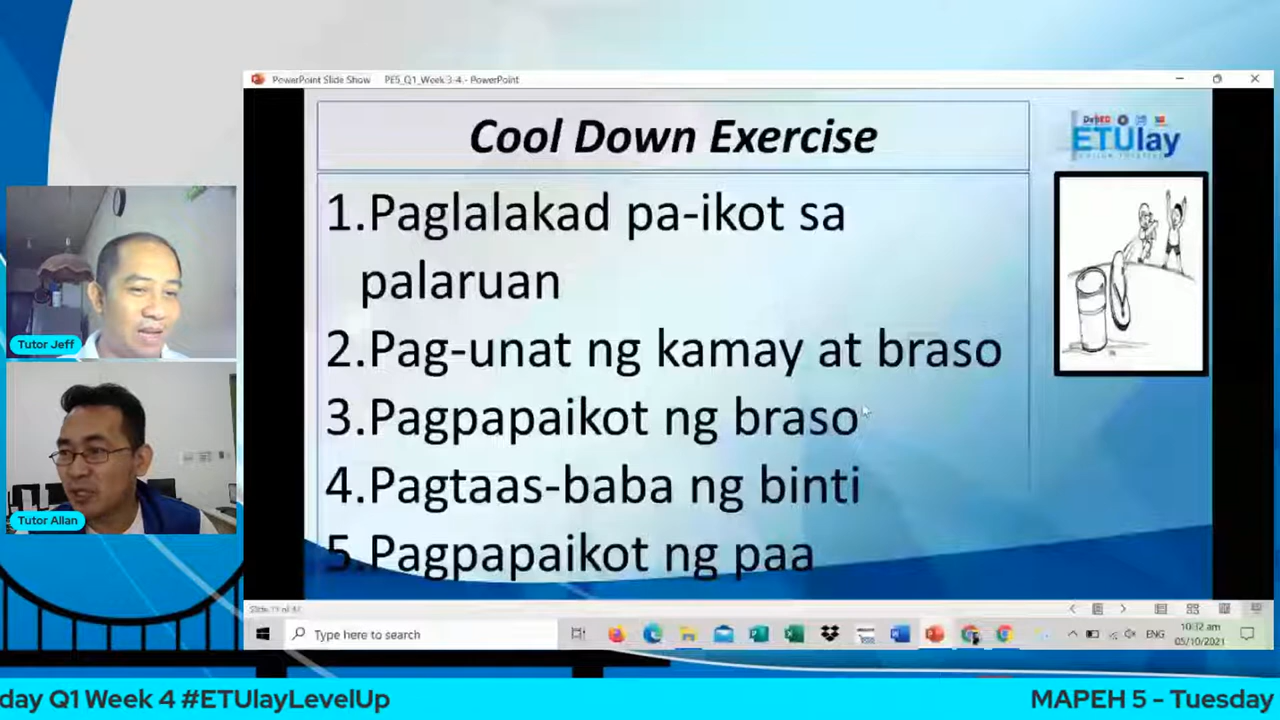 PowerPoint Slide Show
PE5_Q1_Week 3-4 - PowerPoint
Cool Down Exercise
DepED
ETUlay
1.Paglalakad pa-ikot sa
palaruan
2.Pag-unat ng kamay at braso
3.Pagpapaikot ng braso
4.Pagtaas-baba ng binti
5.Pagpapaikot ng paa
Tutor Jeff
Tutor Allan
Type here to search
ENG
10:32 am
05/10/2021
day Q1 Week 4 #ETUlayLevelUp
MAPEH 5 - Tuesday